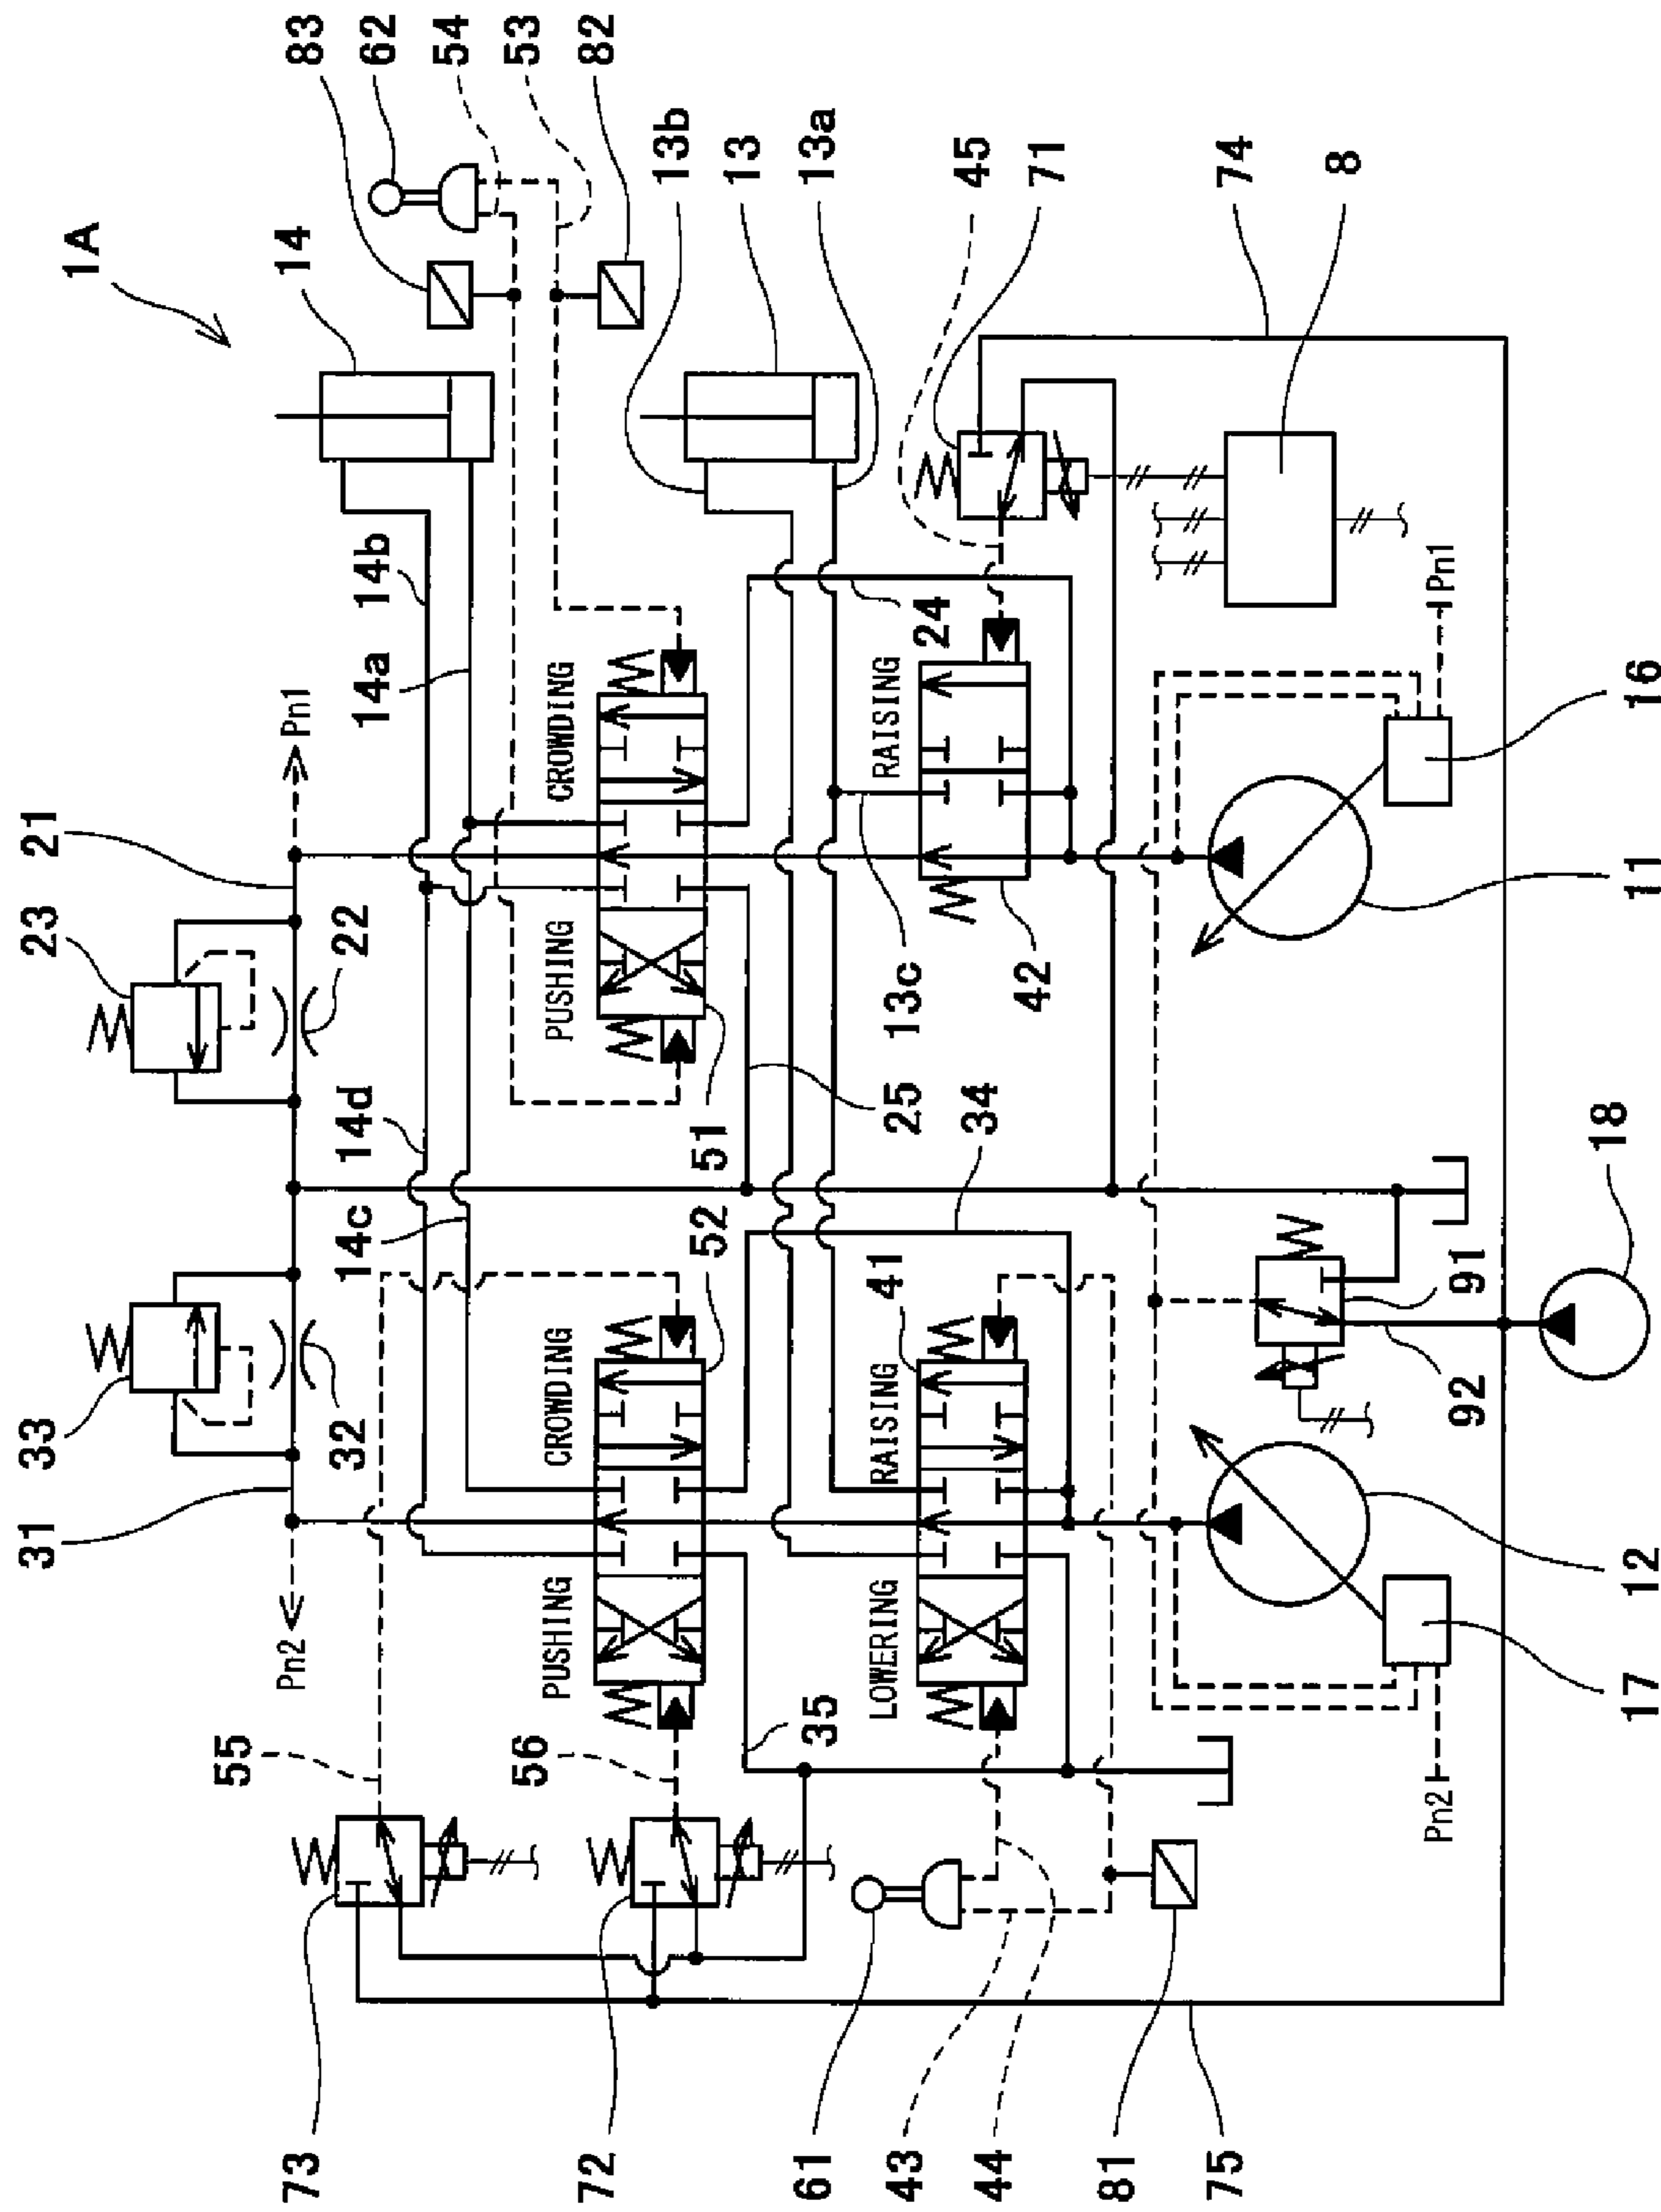 1A
83
62
54
53
82
14
13b
13
13a
45
71
74
8
14b
14a
24
Pn1
21
CROWDING
RAISING
Pn1
16
23
22
PUSHING
13c
42
11
14d
51
25
34
18
14c
52
41
91
92
33
32
CROWDING
RAISING
31
Pn2
PUSHING
LOWERING
12
55
56
35
Pn2
17
73
72
61
43
44
81
75